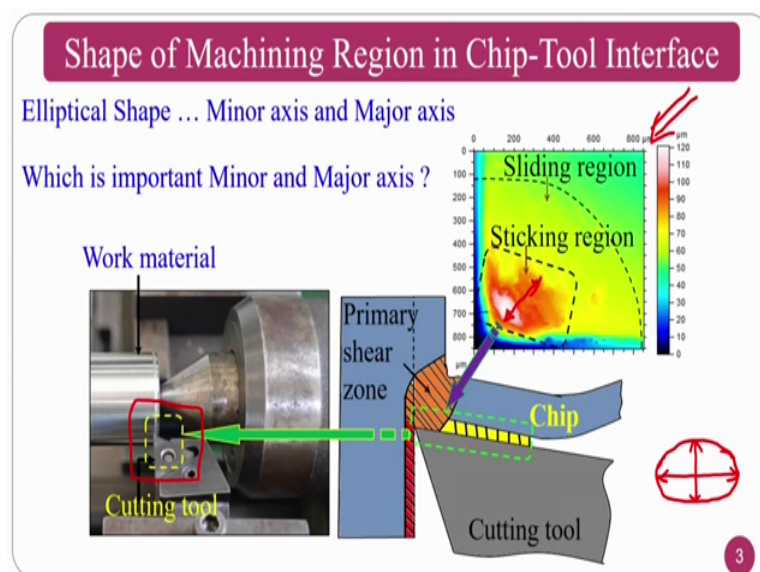 Shape of Machining Region in Chip-Tool Interface
Elliptical Shape ... Minor axis and Major axis
Which is important Minor and Major axis ?
0 200 400 600 800 µm
µm
0
100
200
300
400
500
600
700
800
µm
120
110
100
90
80
70
60
50
40
30
20
10
0
Sliding region
Sticking region
Work material
Primary
shear
zone
Chip
Cutting tool
Cutting tool
3